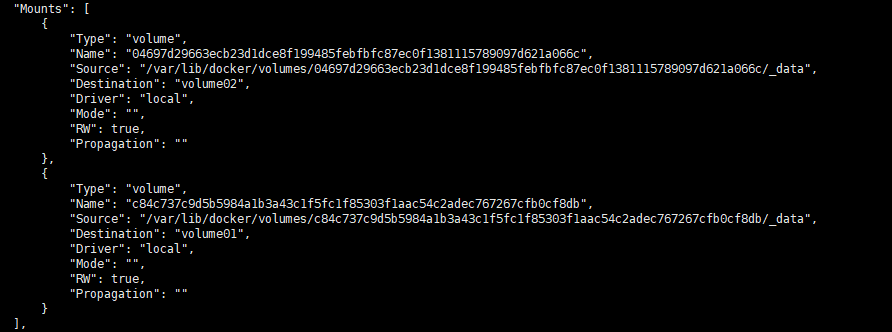 "Mounts": [
{
"Type": "volume",
"Name": "04697d29663ecb23d1dce8f199485febfbfc87ec0f1381115789097d621a066c",
"Source": "/var/lib/docker/volumes/04697d29663ecb23d1dce8f199485febfbfc87ec0f1381115789097d621a066c/_data",
"Destination": "volume02",
"Driver": "local",
"Mode": "",
"RW": true,
"Propagation": ""
},
{
"Type": "volume",
"Name": "c84c737c9d5b5984a1b3a43c1f5fc1f85303f1aac54c2adec767267cfb0cf8db",
"Source": "/var/lib/docker/volumes/c84c737c9d5b5984a1b3a43c1f5fc1f85303f1aac54c2adec767267cfb0cf8db/_data",
"Destination": "volume01",
"Driver": "local",
"Mode": "",
"RW": true,
"Propagation": ""
}
],